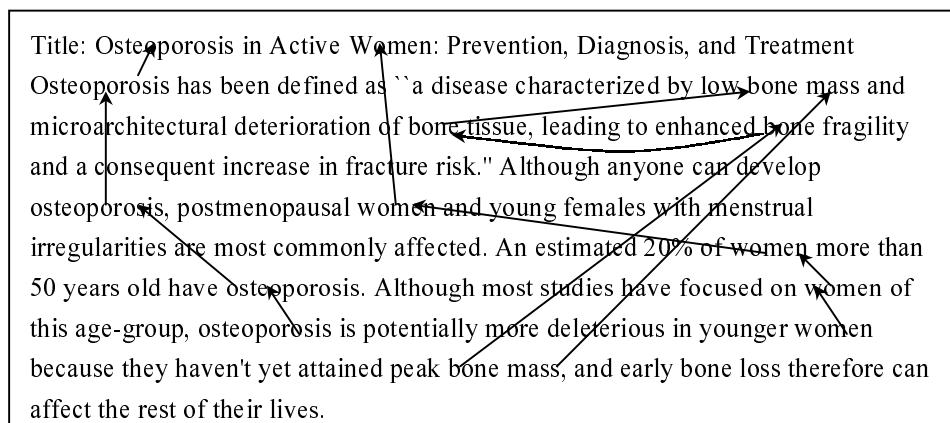 Title: Osteoporosis in Active Women: Prevention, Diagnosis, and Treatment
Osteoporosis has been defined as ``a disease characterized by low bone mass and
microarchitectural deterioration of bone tissue, leading to enhanced bone fragility
and a consequent increase in fracture risk." Although anyone can develop
osteoporosis, postmenopausal women and young females with menstrual
irregularities are most commonly affected. An estimated 20% of women more than
50 years old have osteoporosis. Although most studies have focused on women of
this age-group, osteoporosis is potentially more deleterious in younger women
because they haven't yet attained peak bone mass, and early bone loss therefore can
affect the rest of their lives.